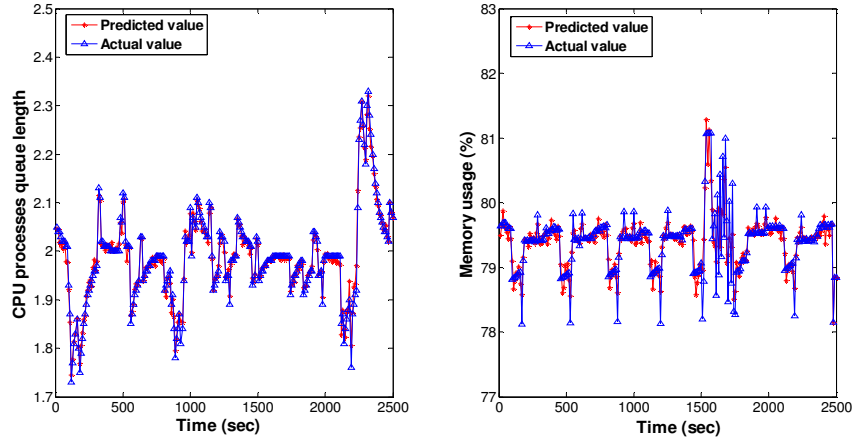 2.5
2.4
2.3
2.2
2.1
2
1.9
1.8
1.7
0 500 1000 1500 2000 2500
CPU processes queue length
Time (sec)
Predicted value
Actual value
83
82
81
80
79
78
77
0 500 1000 1500 2000 2500
Memory usage (%)
Time (sec)
Predicted value
Actual value